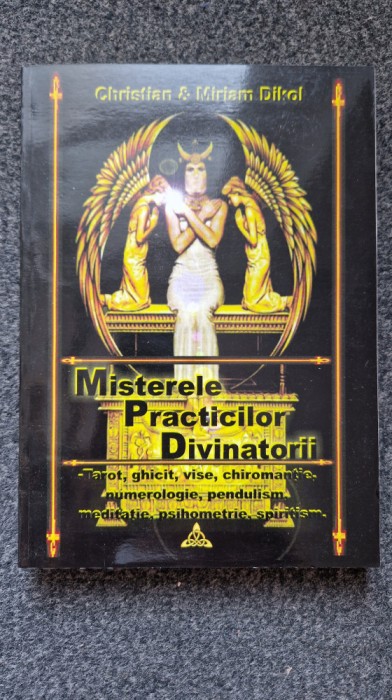 Christian & Miriam Dikol
Misterele
Practicilor
Divinatorii
-Tarot, ghicit, vise, chiromanție,
numerologie, pendulism,
meditație, psihometrie, spiritism.